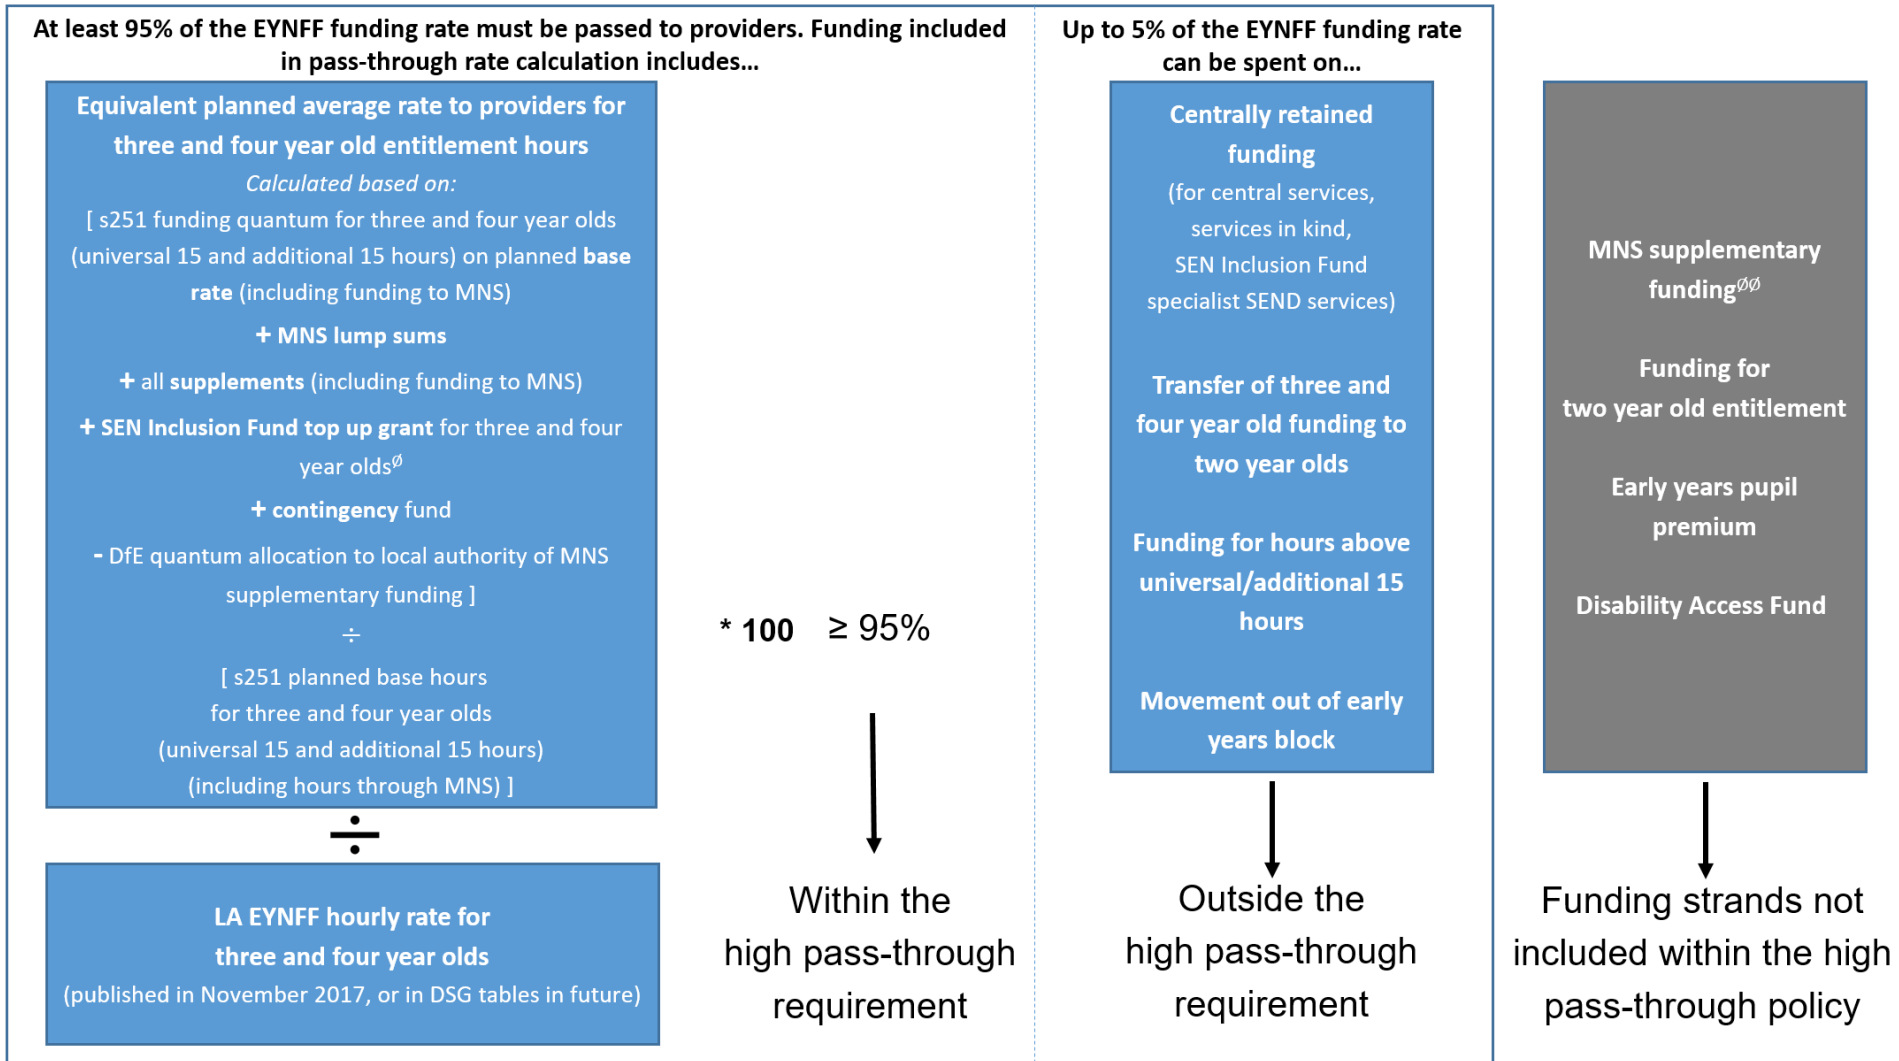 At least 95% of the EYNFF funding rate must be passed to providers. Funding included
in pass-through rate calculation includes…
Equivalent planned average rate to providers for
three and four year old entitlement hours
Calculated based on:
[ s251 funding quantum for three and four year olds
(universal 15 and additional 15 hours) on planned base
rate (including funding to MNS)
+ MNS lump sums
+ all supplements (including funding to MNS)
+ SEN Inclusion Fund top up grant for three and four
year olds^Ø
+ contingency fund
- DfE quantum allocation to local authority of MNS
supplementary funding ]
÷
[ s251 planned base hours
for three and four year olds
(universal 15 and additional 15 hours)
(including hours through MNS) ]
÷
LA EYNFF hourly rate for
three and four year olds
(published in November 2017, or in DSG tables in future)
* 100 ≥ 95%
Within the
high pass-through
requirement
Up to 5% of the EYNFF funding rate
can be spent on…
Centrally retained
funding
(for central services,
services in kind,
SEN Inclusion Fund
specialist SEND services)
Transfer of three and
four year old funding to
two year olds
Funding for hours above
universal/additional 15
hours
Movement out of early
years block
Outside the
high pass-through
requirement
MNS supplementary
funding^ØØ
Funding for
two year old entitlement
Early years pupil
premium
Disability Access Fund
Funding strands not
included within the high
pass-through policy